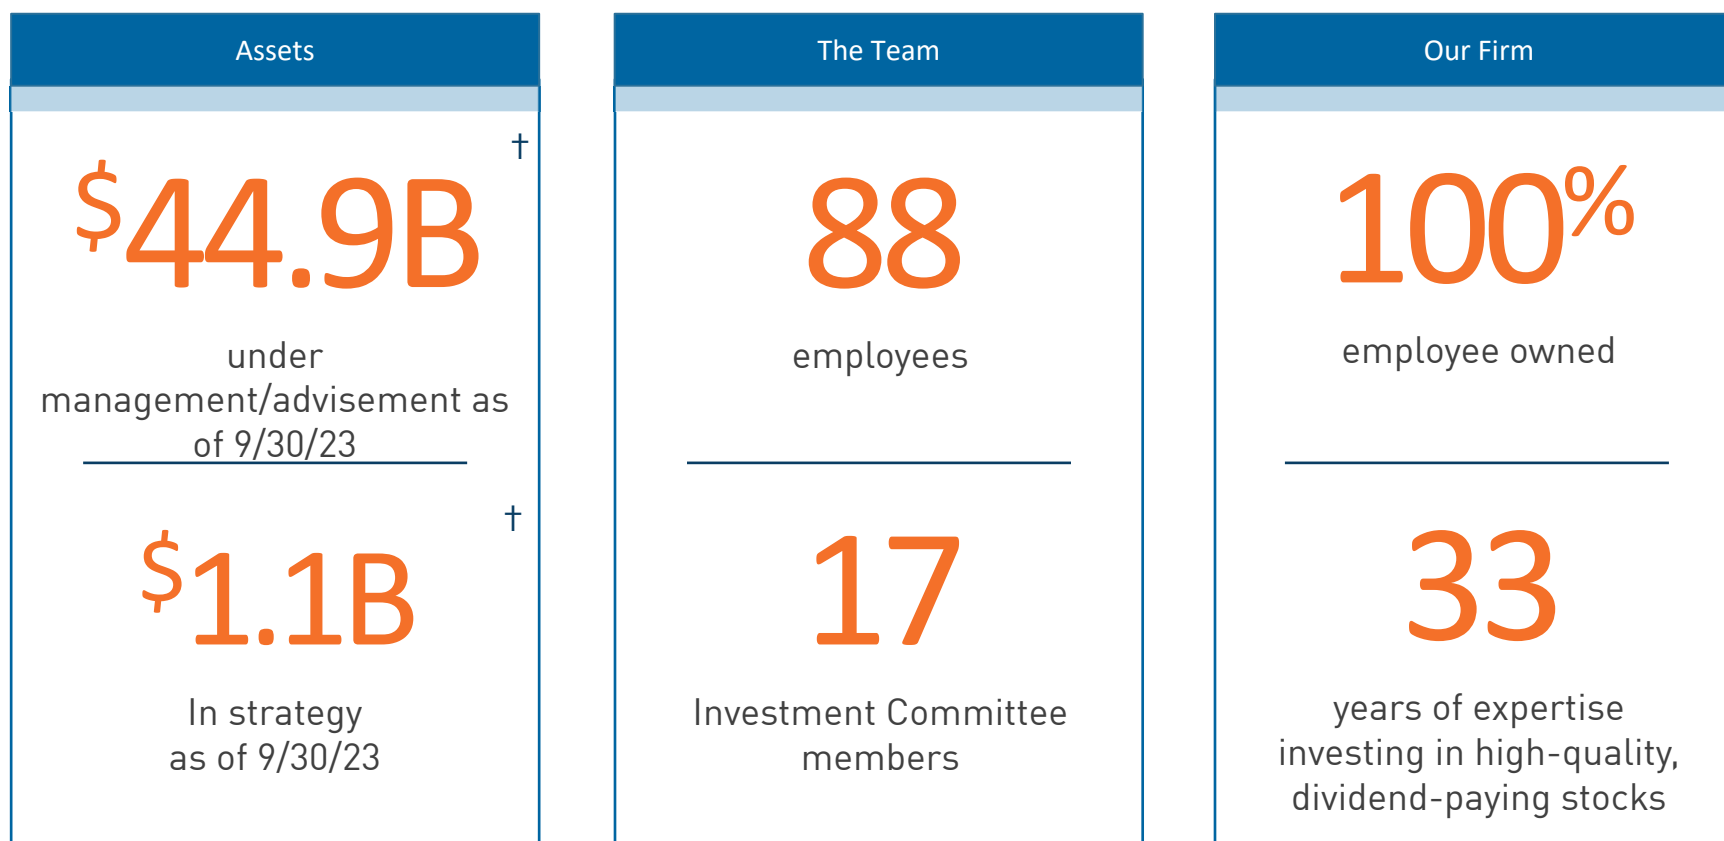 Assets
$44.9B†
under
management/advisement as
of 9/30/23
$1.1B†
In strategy
as of 9/30/23
The Team
88
employees
17
Investment Committee
members
Our Firm
100%
employee owned
33
years of expertise
investing in high-quality,
dividend-paying stocks